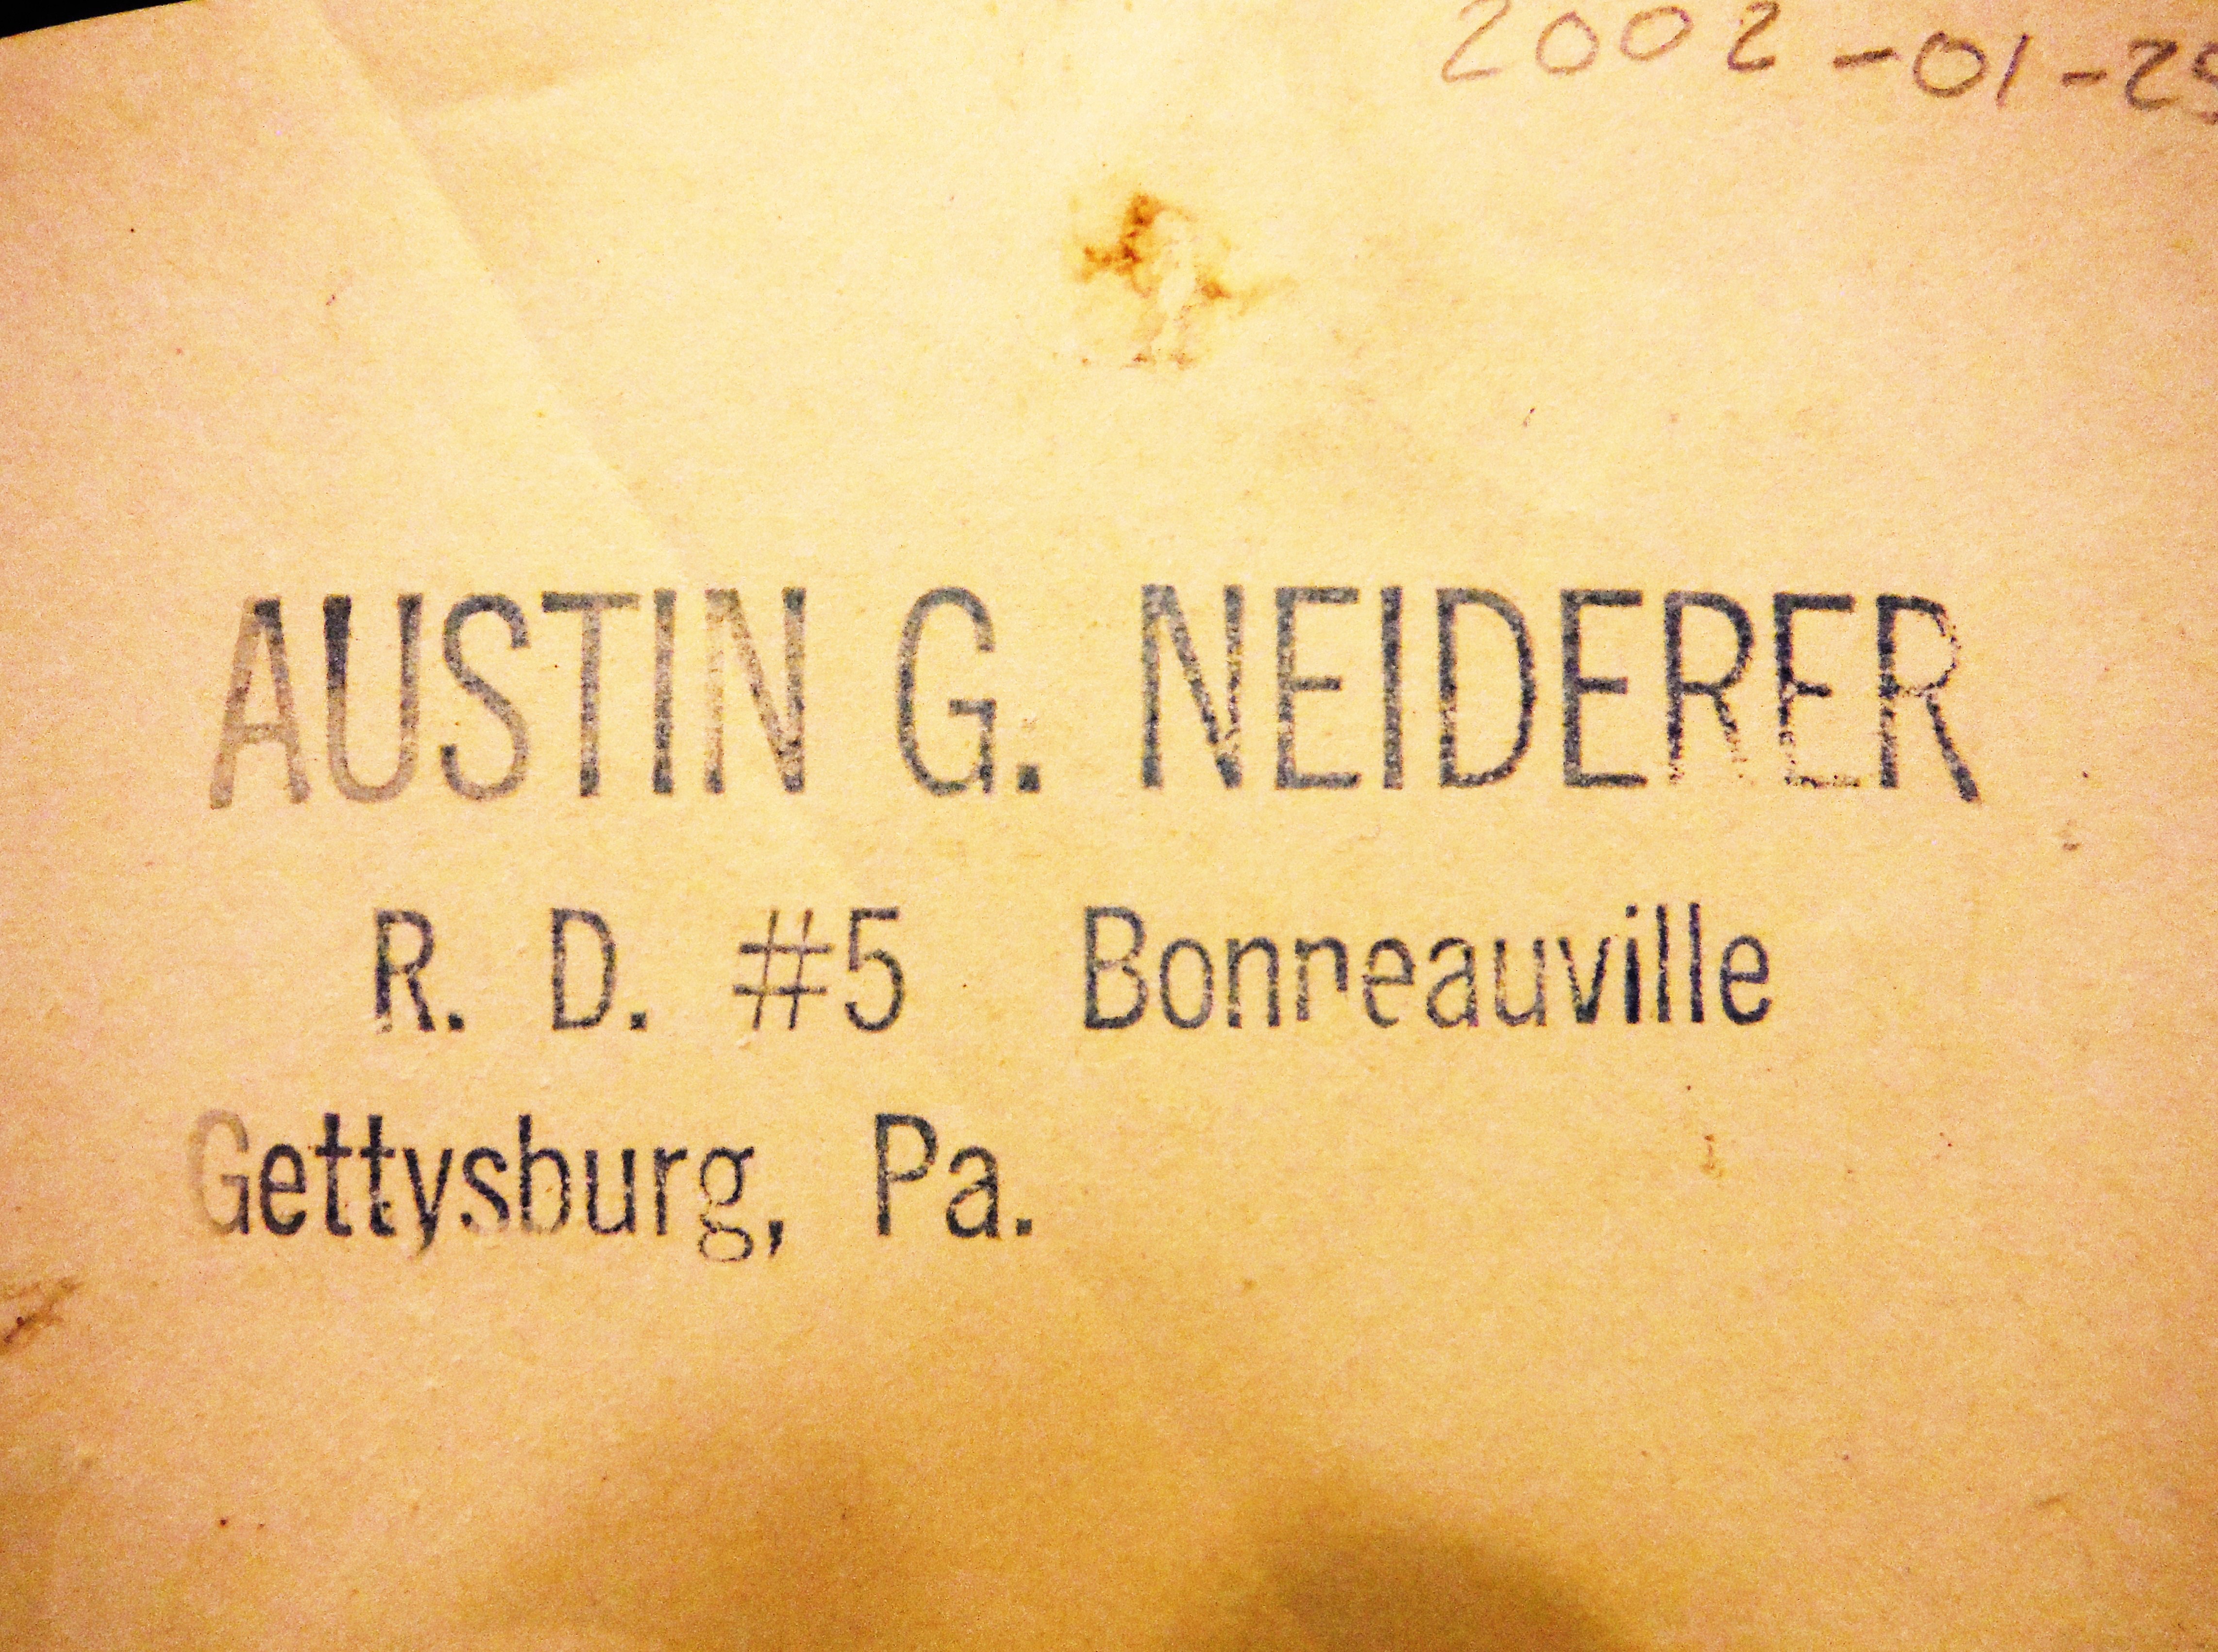 2002-01-25
AUSTIN G. NEIDERER
R. D. #5 Bonneauville
Gettysburg, Pa.